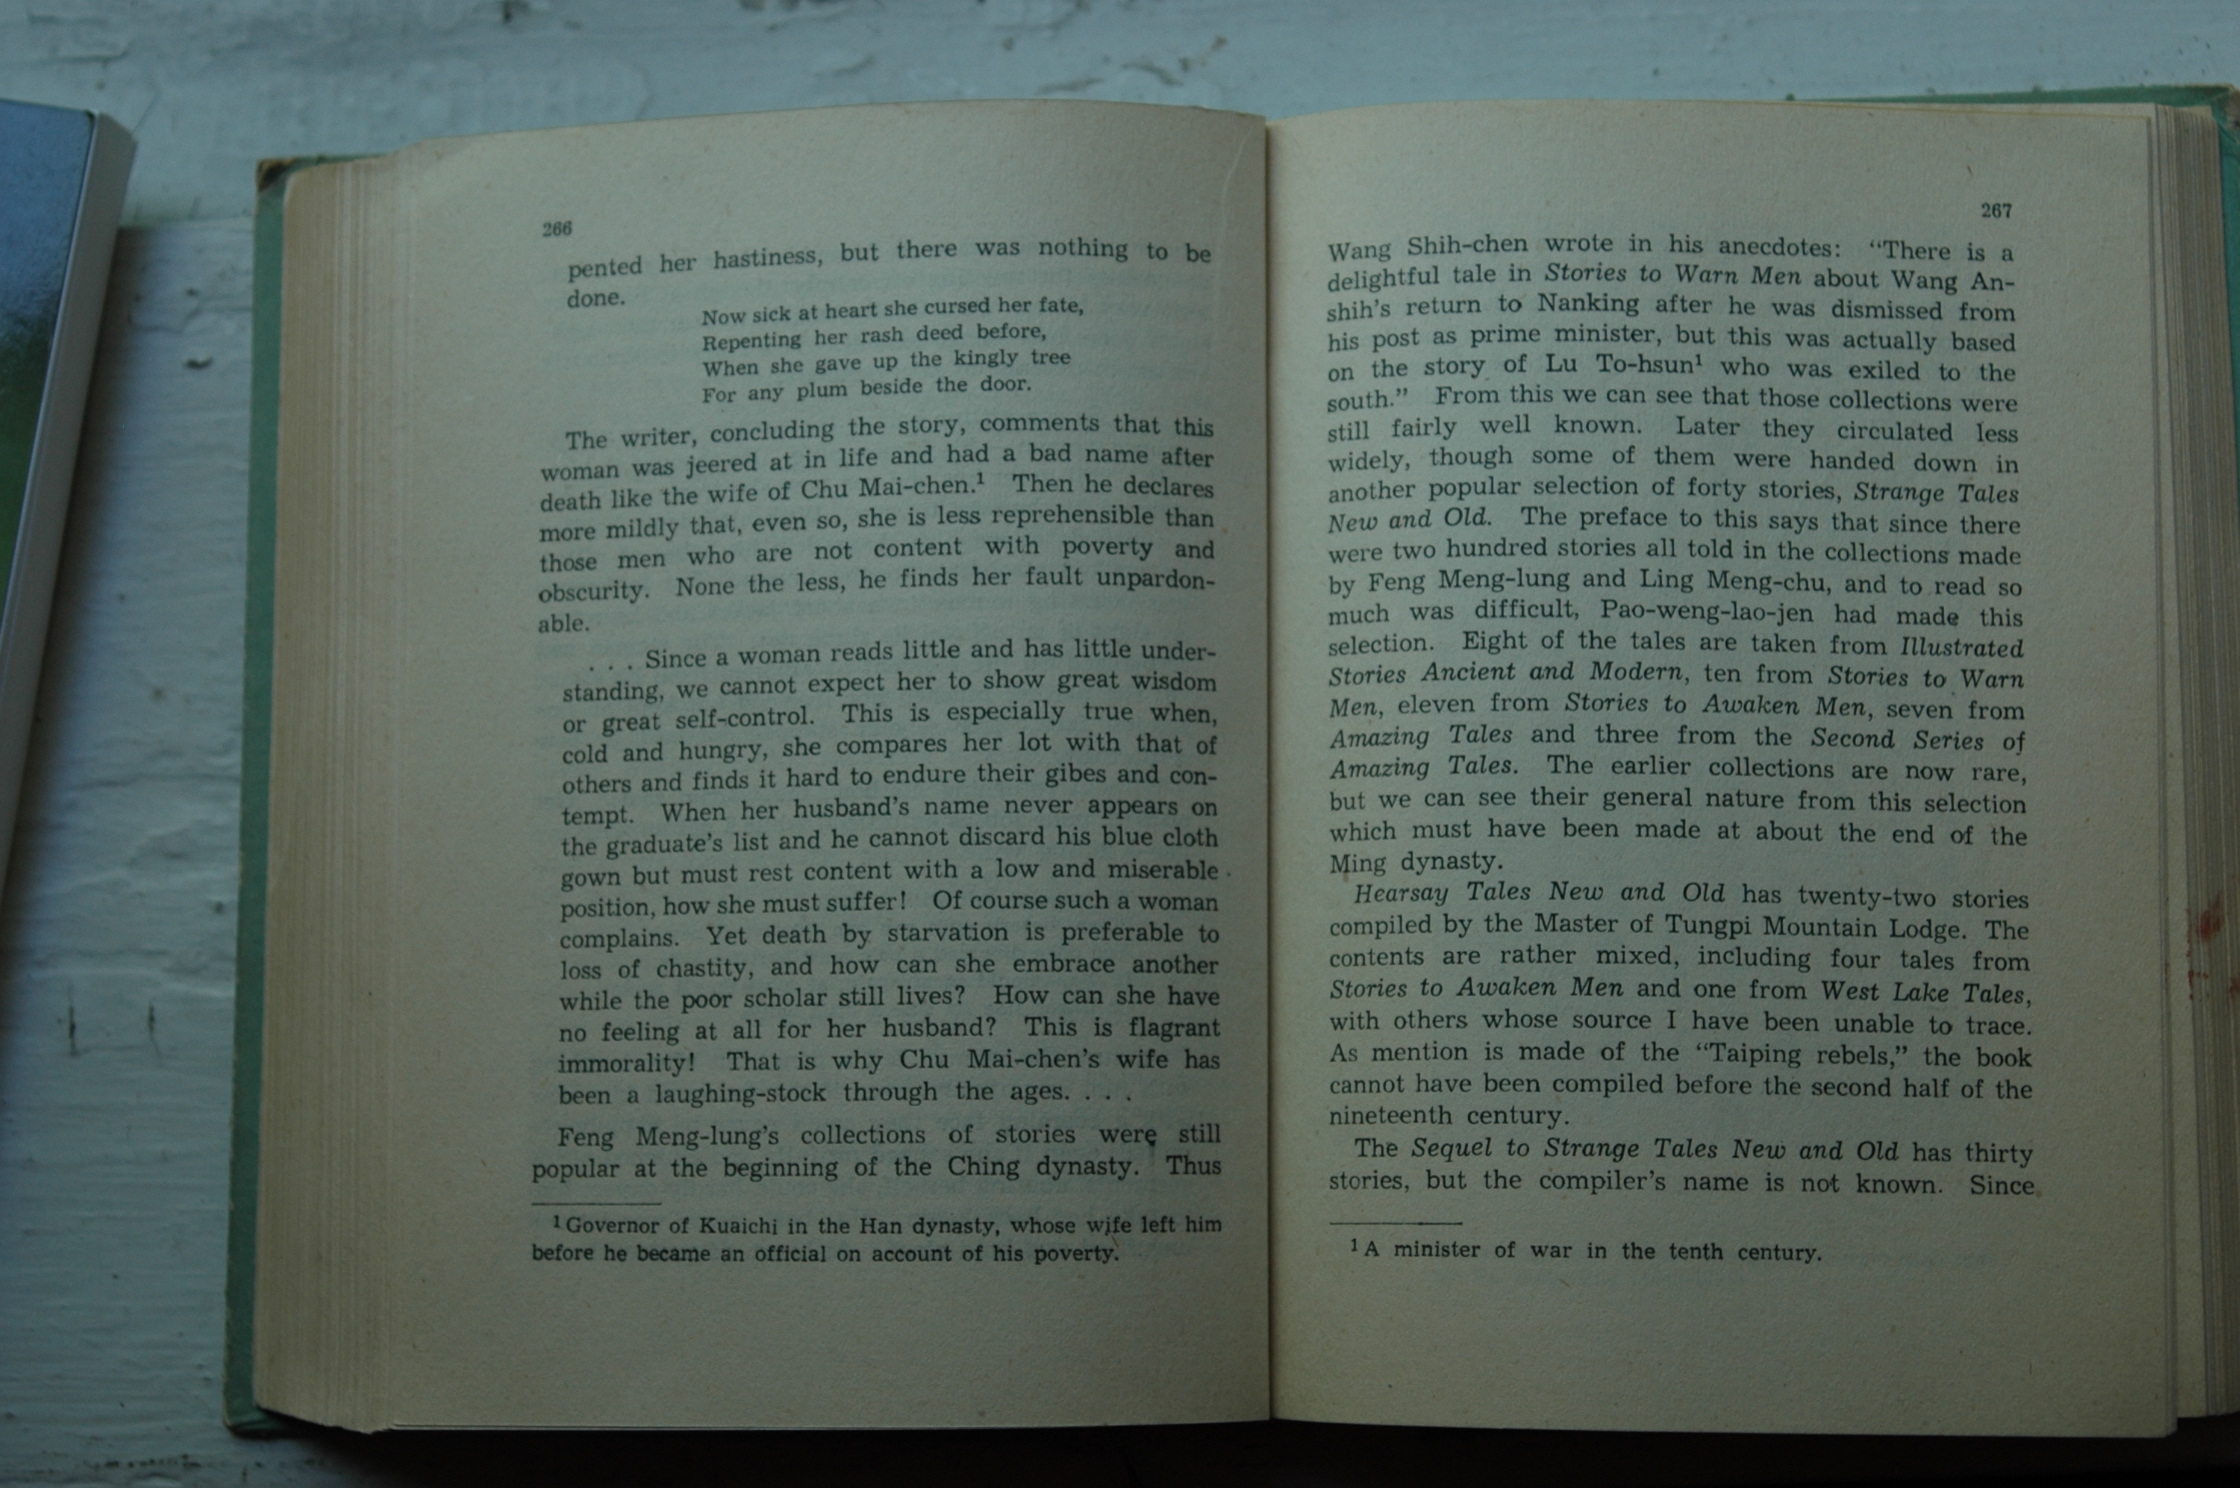 266
pented her hastiness, but there was nothing to be
done.
Now sick at heart she cursed her fate,
Repenting her rash deed before,
When she gave up the kingly tree
For any plum beside the door.
The writer, concluding the story, comments that this
woman was jeered at in life and had a bad name after
death like the wife of Chu Mai-chen.¹ Then he declares
more mildly that, even so, she is less reprehensible than
those men who are not content with poverty and
obscurity. None the less, he finds her fault unpardon-
able.
. . . Since a woman reads little and has little under-
standing, we cannot expect her to show great wisdom
or great self-control. This is especially true when,
cold and hungry, she compares her lot with that of
others and finds it hard to endure their gibes and con-
tempt. When her husband's name never appears on
the graduate's list and he cannot discard his blue cloth
gown but must rest content with a low and miserable
position, how she must suffer! Of course such a woman
complains. Yet death by starvation is preferable to
loss of chastity, and how can she embrace another
while the poor scholar still lives? How can she have
no feeling at all for her husband? This is flagrant
immorality! That is why Chu Mai-chen's wife has
been a laughing-stock through the ages. . . .
Feng Meng-lung's collections of stories were still
popular at the beginning of the Ching dynasty. Thus
¹ Governor of Kuaichi in the Han dynasty, whose wife left him
before he became an official on account of his poverty.
267
Wang Shih-chen wrote in his anecdotes: "There is a
delightful tale in Stories to Warn Men about Wang An-
shih's return to Nanking after he was dismissed from
his post as prime minister, but this was actually based
on the story of Lu To-hsun¹ who was exiled to the
south." From this we can see that those collections were
still fairly well known. Later they circulated less
widely, though some of them were handed down in
another popular selection of forty stories, Strange Tales
New and Old. The preface to this says that since there
were two hundred stories all told in the collections made
by Feng Meng-lung and Ling Meng-chu, and to read so
much was difficult, Pao-weng-lao-jen had made this
selection. Eight of the tales are taken from Illustrated
Stories Ancient and Modern, ten from Stories to Warn
Men, eleven from Stories to Awaken Men, seven from
Amazing Tales and three from the Second Series of
Amazing Tales. The earlier collections are now rare,
but we can see their general nature from this selection
which must have been made at about the end of the
Ming dynasty.
Hearsay Tales New and Old has twenty-two stories
compiled by the Master of Tungpi Mountain Lodge. The
contents are rather mixed, including four tales from
Stories to Awaken Men and one from West Lake Tales,
with others whose source I have been unable to trace.
As mention is made of the "Taiping rebels," the book
cannot have been compiled before the second half of the
nineteenth century.
The Sequel to Strange Tales New and Old has thirty
stories, but the compiler's name is not known. Since
¹ A minister of war in the tenth century.